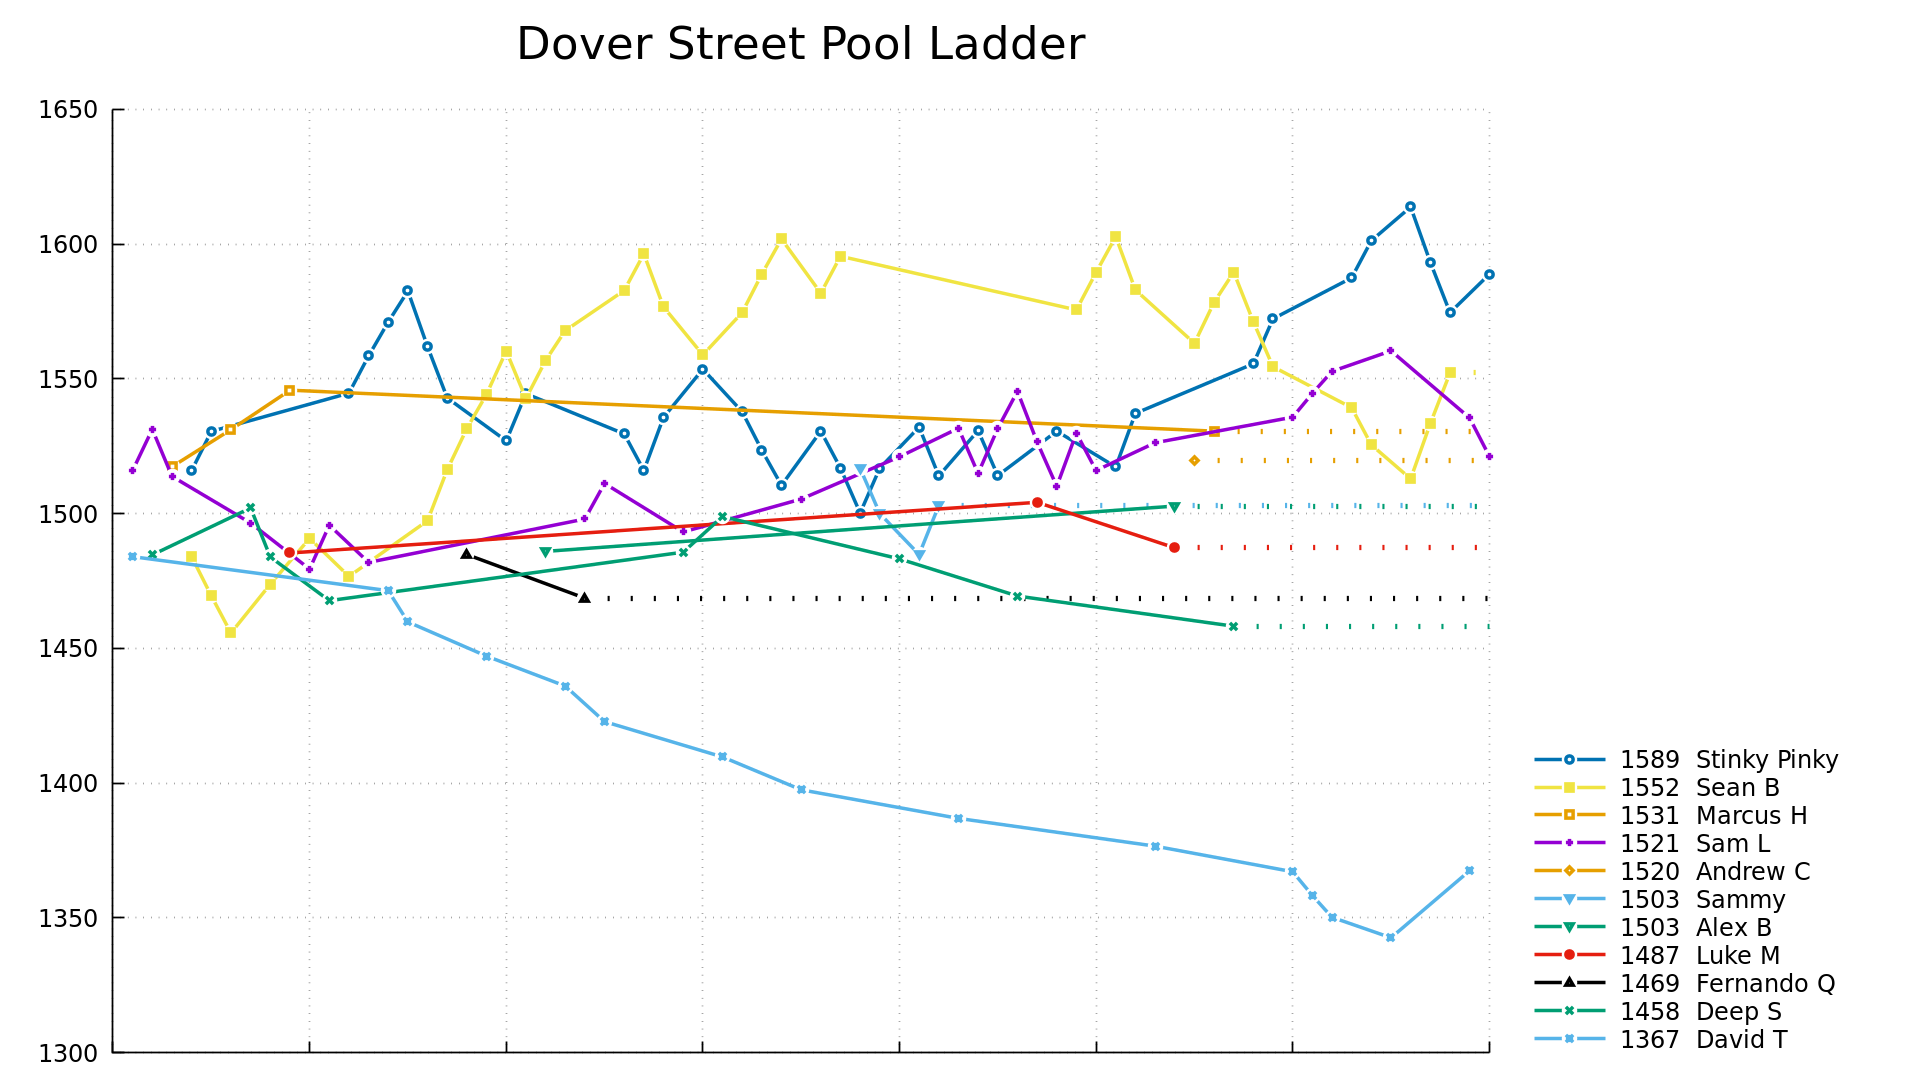 Dover Street Pool Ladder
1650
1600
1550
1500
1450
1400
1350
1300
1589 Stinky Pinky
1552 Sean B
1531 Marcus H
1521 Sam L
1520 Andrew C
1503 Sammy
1503 Alex B
1487 Luke M
1469 Fernando Q
1458 Deep S
1367 David T